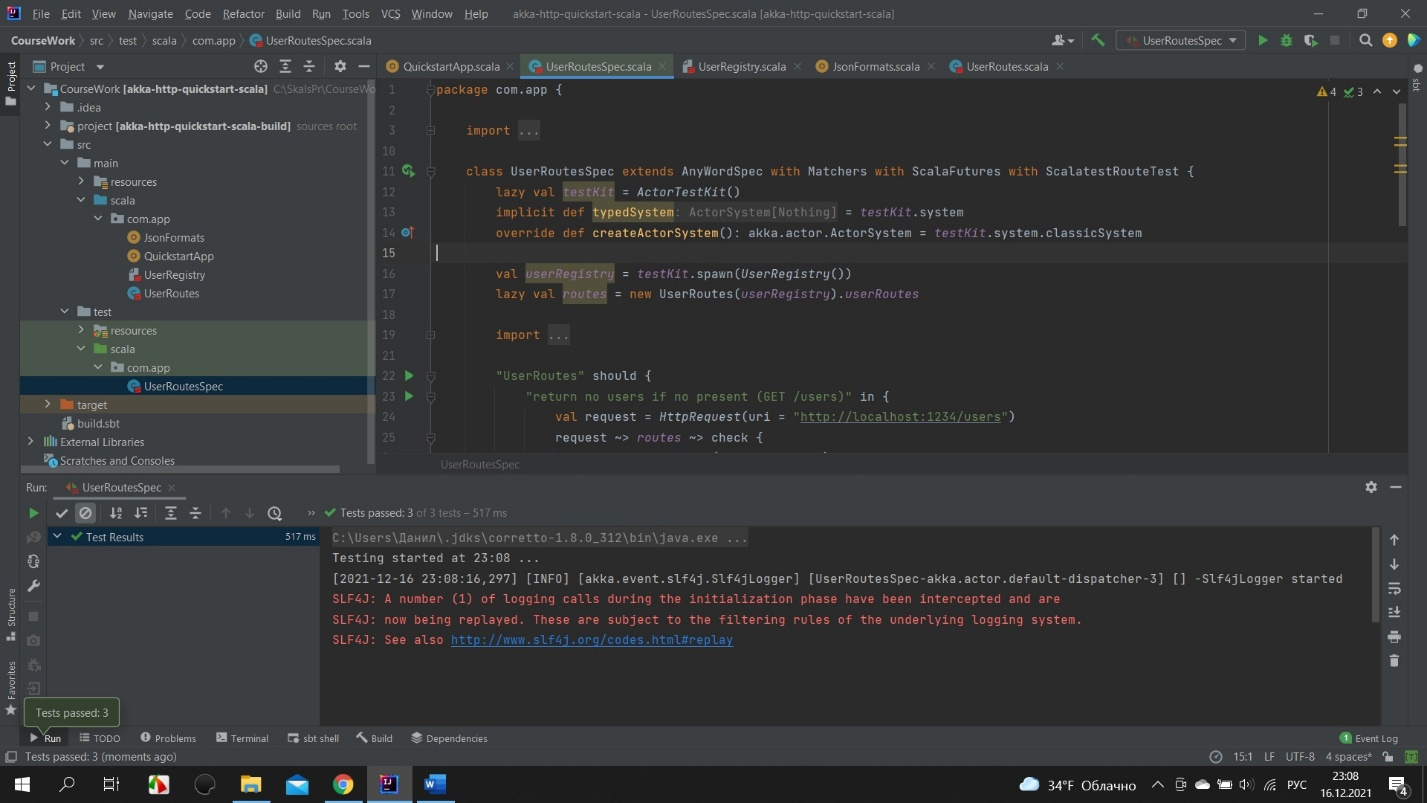 File Edit View Navigate Code Refactor Build Run Tools VCS Window Help akka-http-quickstart-scala - UserRoutesSpec.scala [akka-http-quickstart-scala]
CourseWork src test scala com.app UserRoutesSpec.scala UserRoutesSpec
Project
Project
QuickstartApp.scala UserRoutesSpec.scala UserRegistry.scala JsonFormats.scala UserRoutes.scala
sbt
CourseWork [akka-http-quickstart-scala] C:\SkalsPr\CourseWo
.idea
project [akka-http-quickstart-scala-build] sources root
src
main
resources
scala
com.app
JsonFormats
QuickstartApp
UserRegistry
UserRoutes
test
resources
scala
com.app
UserRoutesSpec
target
build.sbt
External Libraries
Scratches and Consoles
4 3
1 package com.app {
2
3 import ...
10
11 class UserRoutesSpec extends AnyWordSpec with Matchers with ScalaFutures with ScalatestRouteTest {
12 lazy val testKit = ActorTestKit()
13 implicit def typedSystem: ActorSystem[Nothing] = testKit.system
14 override def createActorSystem(): akka.actor.ActorSystem = testKit.system.classicSystem
15
16 val userRegistry = testKit.spawn(UserRegistry())
17 lazy val routes = new UserRoutes(userRegistry).userRoutes
18
19 import ...
21
22 "UserRoutes" should {
23 "return no users if no present (GET /users)" in {
24 val request = HttpRequest(uri = "http://localhost:1234/users")
25 request ~> routes ~> check {
UserRoutesSpec
Run: UserRoutesSpec
Tests passed: 3 of 3 tests – 517 ms
Test Results 517 ms
C:\Users\Данил\.jdks\corretto-1.8.0_312\bin\java.exe ...
Testing started at 23:08 ...
[2021-12-16 23:08:16,297] [INFO] [akka.event.slf4j.Slf4jLogger] [UserRoutesSpec-akka.actor.default-dispatcher-3] [] -Slf4jLogger started
SLF4J: A number (1) of logging calls during the initialization phase have been intercepted and are
SLF4J: now being replayed. These are subject to the filtering rules of the underlying logging system.
SLF4J: See also http://www.slf4j.org/codes.html#replay
Structure
Favorites
Tests passed: 3
Run TODO Problems Terminal sbt shell Build Dependencies 1 Event Log
Tests passed: 3 (moments ago) 15:1 LF UTF-8 4 spaces*
34°F Облачно РУС 23:08
16.12.2021 4